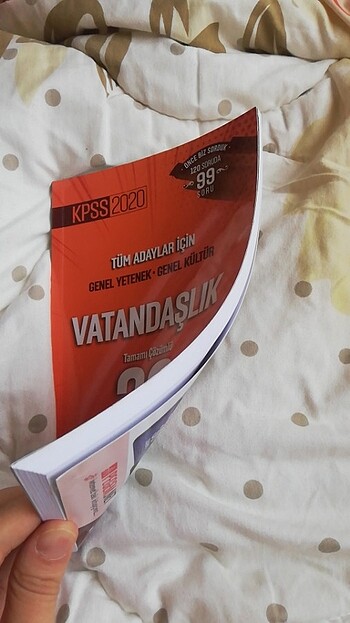 ÖNCE BİZ SORDUK
120 SORUDA
99
SORU
KPSS 2020
TÜM ADAYLAR İÇİN
GENEL YETENEK • GENEL KÜLTÜR
VATANDAŞLIK
Tamamı Çözümlü